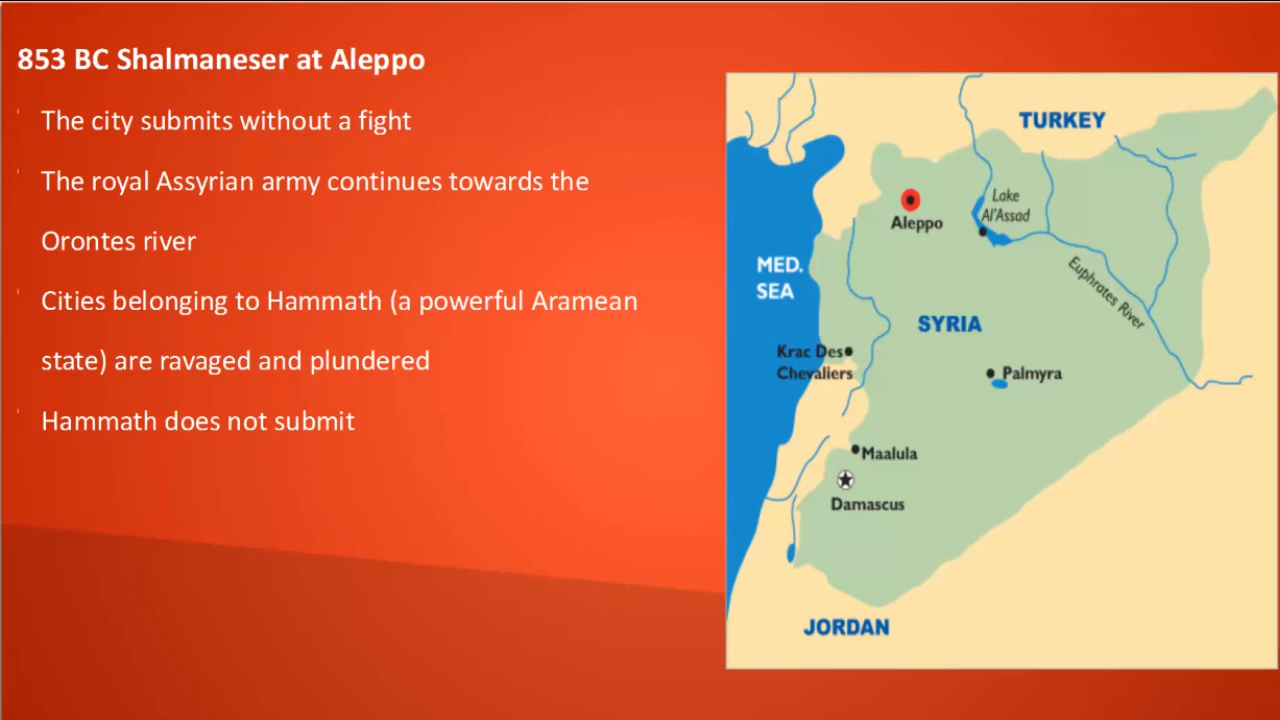 853 BC Shalmaneser at Aleppo
The city submits without a fight
The royal Assyrian army continues towards the
Orontes river
Cities belonging to Hammath (a powerful Aramean
state) are ravaged and plundered
Hammath does not submit
TURKEY
Lake
Al'Assad
Aleppo
MED.
SEA
Euphrates River
SYRIA
Krac Des
Chevaliers
Palmyra
Maalula
Damascus
JORDAN